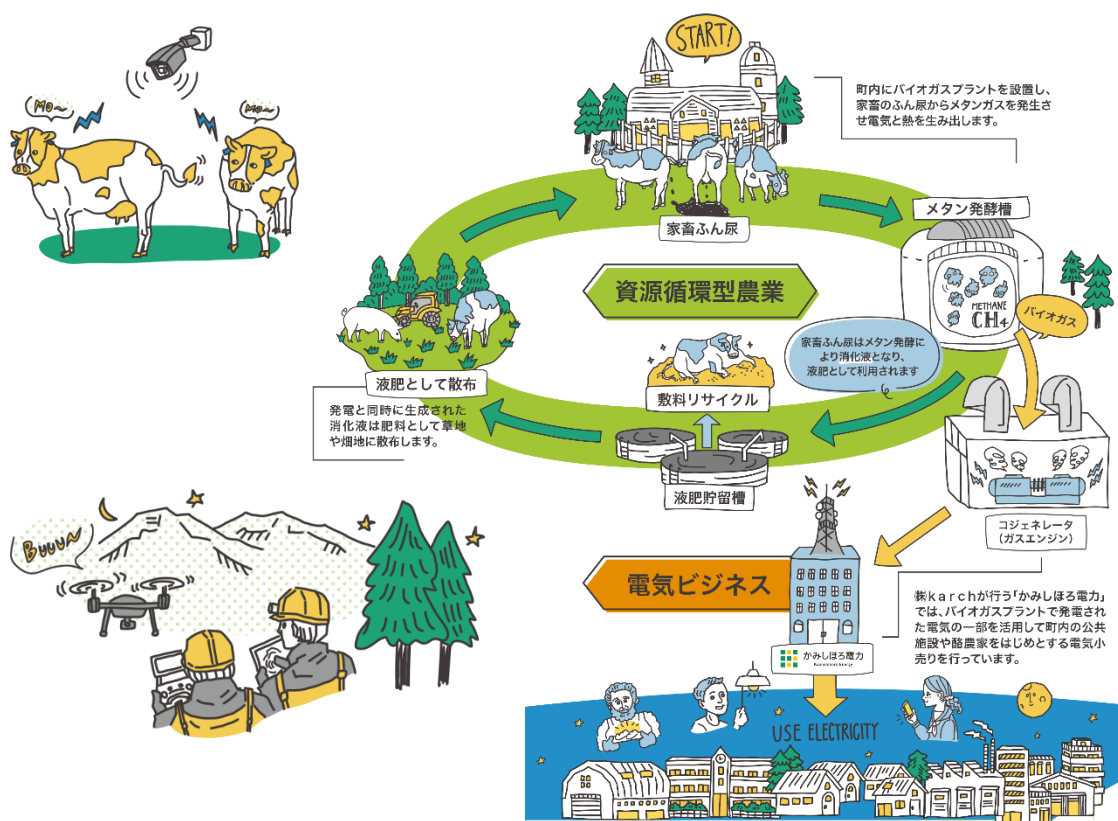 MO~
MO~
START!
町内にバイオガスプラントを設置し、
家畜のふん尿からメタンガスを発生さ
せ電気と熱を生み出します。
家畜ふん尿
メタン発酵槽
METHANE
CH4
バイオガス
資源循環型農業
家畜ふん尿はメタン発酵に
より消化液となり、
液肥として利用されます
敷料リサイクル
液肥として散布
発電と同時に生成された
消化液は肥料として草地
や畑地に散布します。
液肥貯留槽
コジェネレータ
（ガスエンジン）
BUUUN
電気ビジネス
㈱karchが行う「かみしほろ電力」
では、バイオガスプラントで発電され
た電気の一部を活用して町内の公共
施設や酪農家をはじめとする電気小
売りを行っています。
かみしほろ電力
Kamishihoro Energy
USE ELECTRICITY